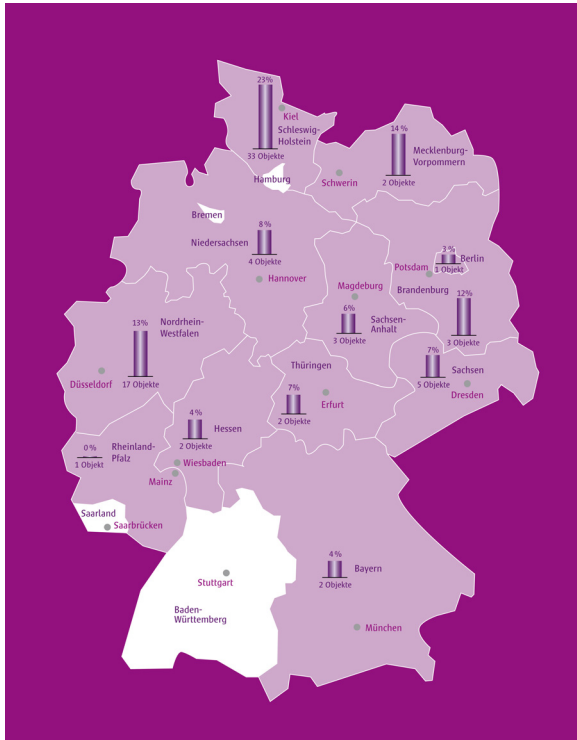 23%
Kiel
Schleswig-
Holstein
33 Objekte
14%
Mecklenburg-
Vorpommern
2 Objekte
Schwerin
Hamburg
Bremen
Niedersachsen
8%
4 Objekte
Hannover
3%
Berlin
1 Objekt
Potsdam
Brandenburg
12%
3 Objekte
Magdeburg
6%
Sachsen-
Anhalt
3 Objekte
13%
Nordrhein-
Westfalen
17 Objekte
Düsseldorf
7%
Sachsen
5 Objekte
Dresden
Thüringen
7%
2 Objekte
Erfurt
4%
Hessen
2 Objekte
Wiesbaden
0%
Rheinland-
Pfalz
1 Objekt
Mainz
Saarland
Saarbrücken
Stuttgart
Baden-
Württemberg
4%
Bayern
2 Objekte
München